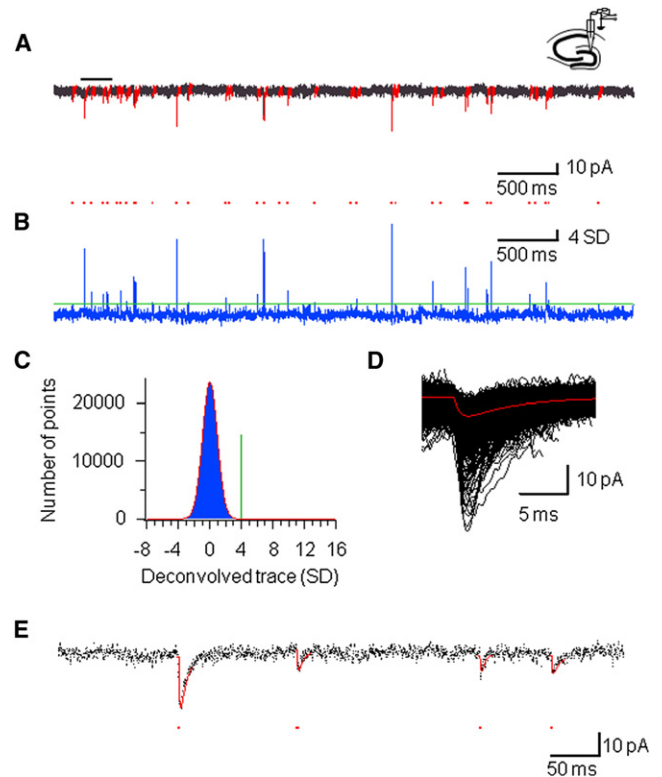 A
10 pA
500 ms
B
4 SD
500 ms
C
D
Number of points
20000
10000
0
-8 -4 0 4 8 12 16
Deconvolved trace (SD)
10 pA
5 ms
E
10 pA
50 ms